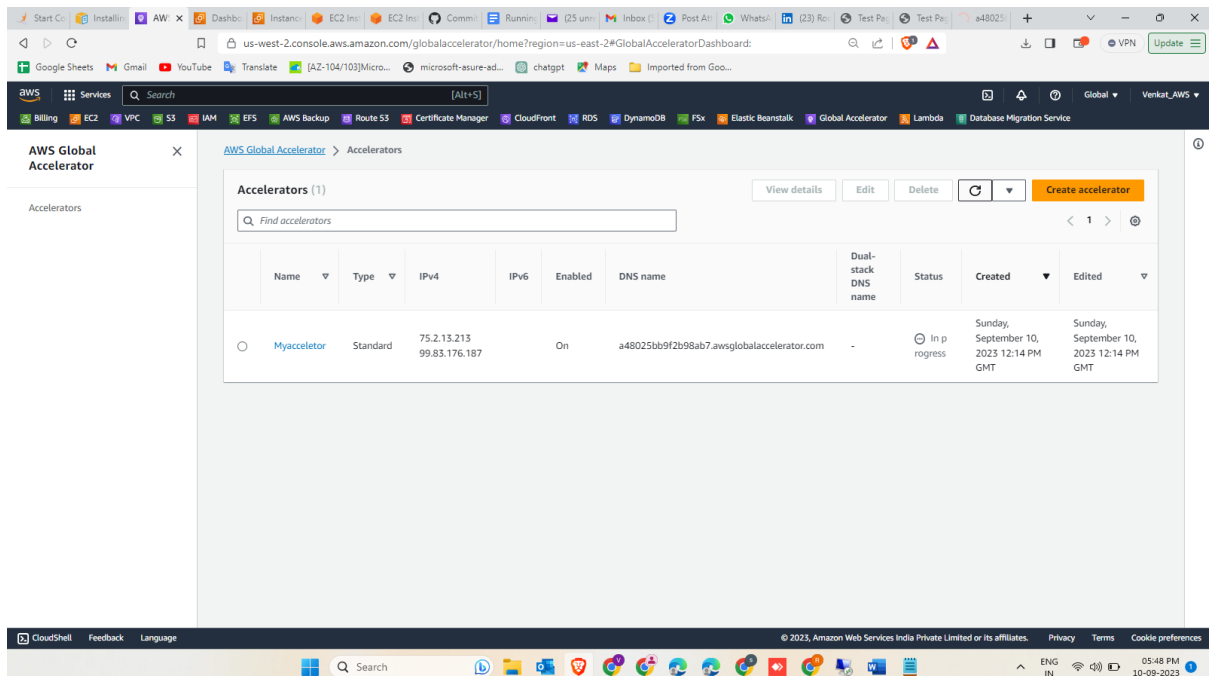 Start Co
Installin
AWS
Dashbo
Instanc
EC2 Ins
EC2 Ins
Commi
Running
(25 unr
Inbox (
Post Att
WhatsA
(23) Ro
Test Pag
Test Pag
a48025
us-west-2.console.aws.amazon.com/globalaccelerator/home?region=us-east-2#GlobalAcceleratorDashboard:
VPN
Update
Google Sheets
Gmail
YouTube
Translate
[AZ-104/103]Micro...
microsoft-asure-ad...
chatgpt
Maps
Imported from Goo...
aws
Services
Search
[Alt+S]
Global
Venkat_AWS
Billing
EC2
VPC
S3
IAM
EFS
AWS Backup
Route 53
Certificate Manager
CloudFront
RDS
DynamoDB
FSx
Elastic Beanstalk
Global Accelerator
Lambda
Database Migration Service
AWS Global
Accelerator
Accelerators
AWS Global Accelerator > Accelerators
Accelerators (1)
View details
Edit
Delete
Create accelerator
Find accelerators
1
Name
Type
IPv4
IPv6
Enabled
DNS name
Dual-
stack
DNS
name
Status
Created
Edited
Myacceletor
Standard
75.2.13.213
99.83.176.187
On
a48025bb9f2b98ab7.awsglobalaccelerator.com
-
In p
rogress
Sunday,
September 10,
2023 12:14 PM
GMT
Sunday,
September 10,
2023 12:14 PM
GMT
CloudShell
Feedback
Language
© 2023, Amazon Web Services India Private Limited or its affiliates.
Privacy
Terms
Cookie preferences
Search
ENG
IN
05:48 PM
10-09-2023
1